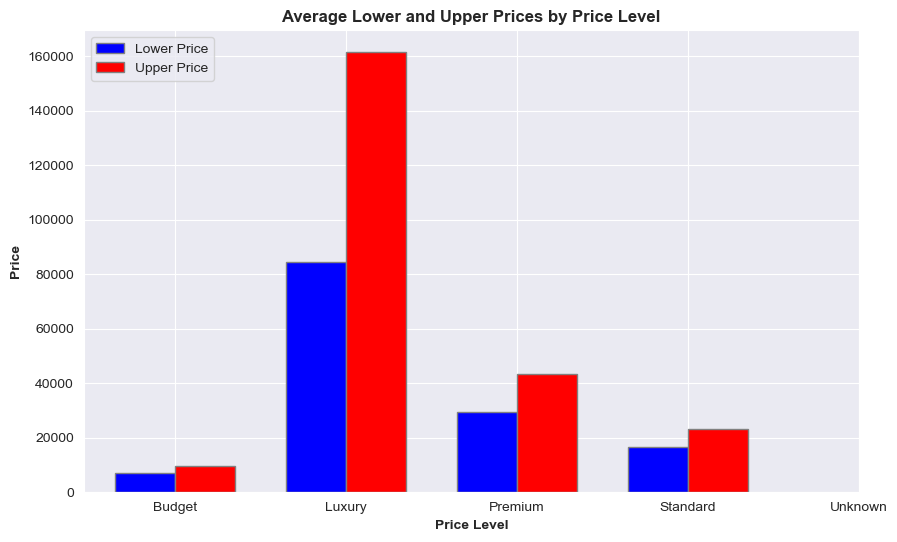 Average Lower and Upper Prices by Price Level
Lower Price
Upper Price
Price
160000
140000
120000
100000
80000
60000
40000
20000
0
Budget Luxury Premium Standard Unknown
Price Level